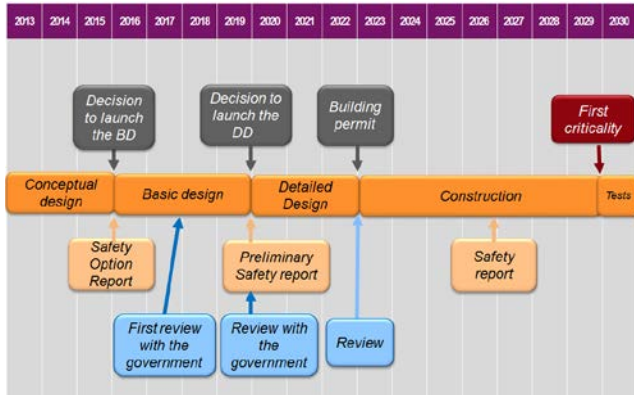 2013 2014 2015 2016 2017 2018 2019 2020 2021 2022 2023 2024 2025 2026 2027 2028 2029 2030
Decision
to launch
the BD
Decision to
launch the
DD
Building
permit
First
criticality
Conceptual
design
Basic design
Detailed
Design
Construction
Tests
Safety
Option
Report
Preliminary
Safety report
Safety
report
First review
with the
government
Review with
the
government
Review